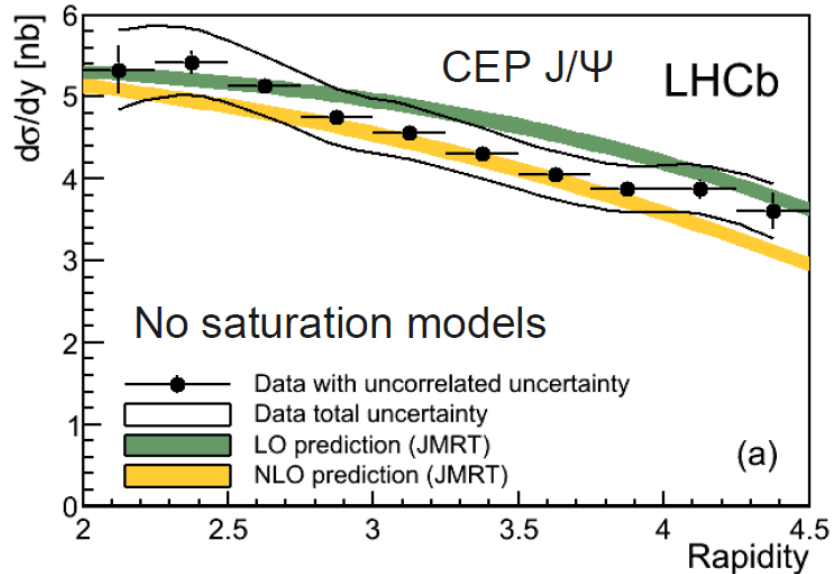 dσ/dy [nb]
6
5
4
3
2
1
0
CEP J/Ψ
LHCb
No saturation models
Data with uncorrelated uncertainty
Data total uncertainty
LO prediction (JMRT)
NLO prediction (JMRT)
(a)
2
2.5
3
3.5
4
4.5
Rapidity